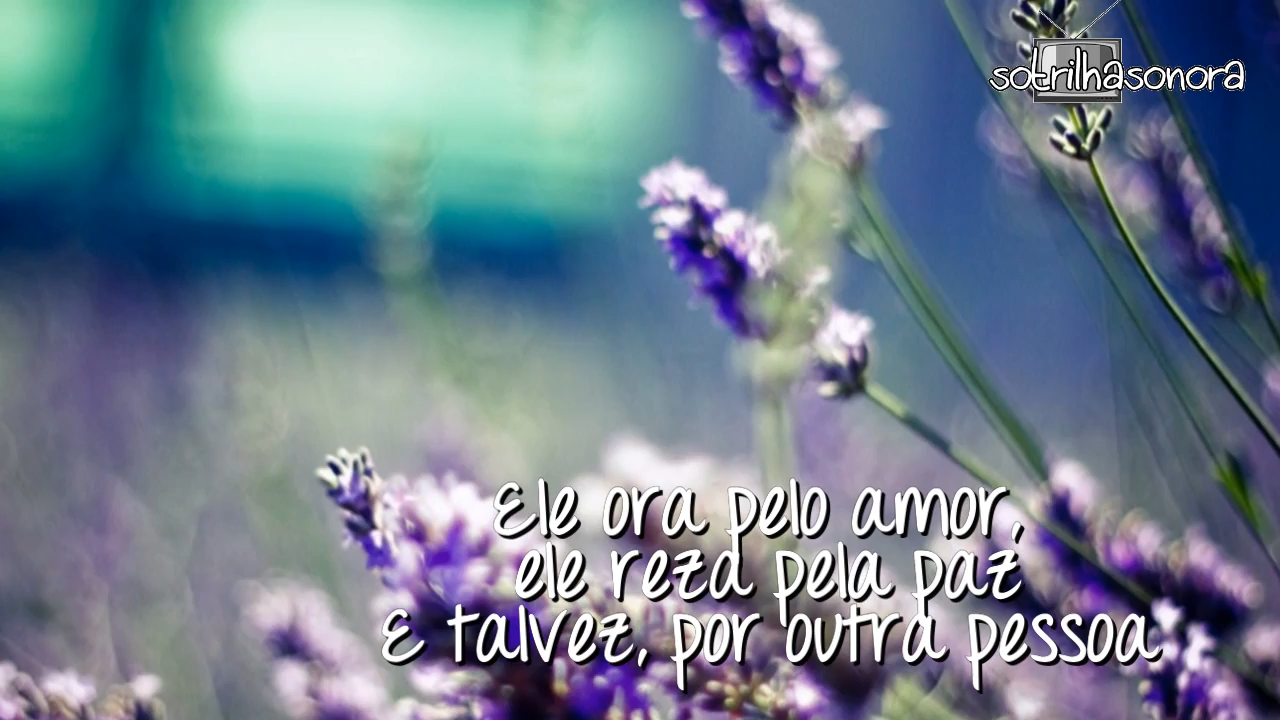 sotrilhasonora
Ele ora pelo amor,
ele reza pela paz
E talvez, por outra pessoa